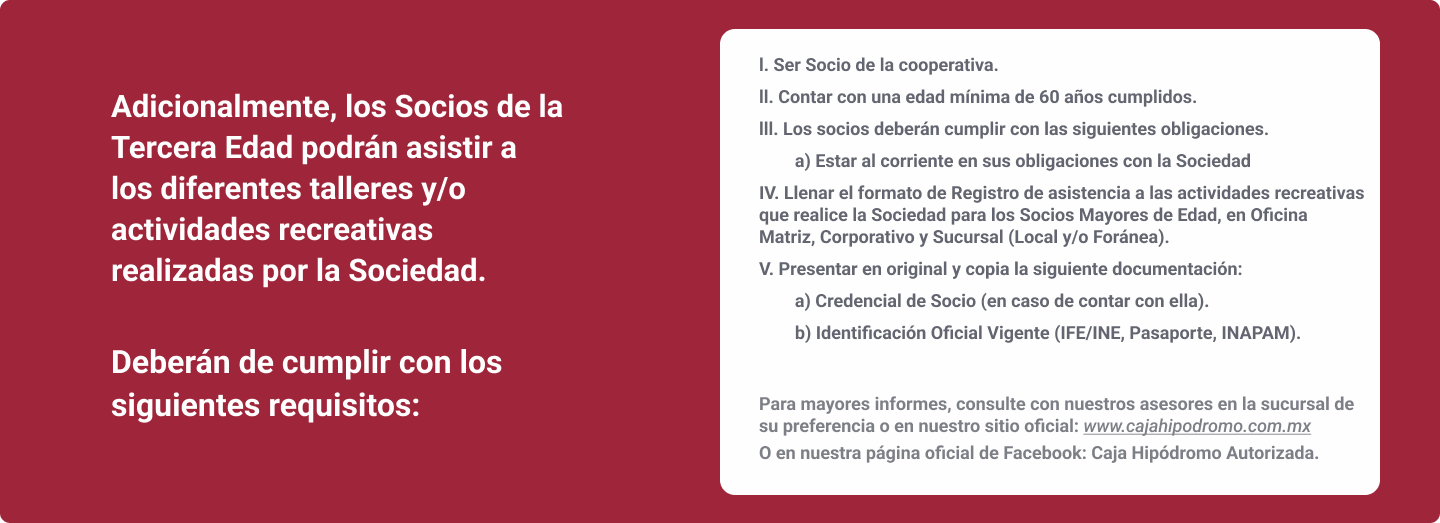 Adicionalmente, los Socios de la
Tercera Edad podrán asistir a
los diferentes talleres y/o
actividades recreativas
realizadas por la Sociedad.
Deberán de cumplir con los
siguientes requisitos:
I. Ser Socio de la cooperativa.
II. Contar con una edad mínima de 60 años cumplidos.
III. Los socios deberán cumplir con las siguientes obligaciones.
a) Estar al corriente en sus obligaciones con la Sociedad
IV. Llenar el formato de Registro de asistencia a las actividades recreativas
que realice la Sociedad para los Socios Mayores de Edad, en Oficina
Matriz, Corporativo y Sucursal (Local y/o Foránea).
V. Presentar en original y copia la siguiente documentación:
a) Credencial de Socio (en caso de contar con ella).
b) Identificación Oficial Vigente (IFE/INE, Pasaporte, INAPAM).
Para mayores informes, consulte con nuestros asesores en la sucursal de
su preferencia o en nuestro sitio oficial: www.cajahipodromo.com.mx
O en nuestra página oficial de Facebook: Caja Hipódromo Autorizada.